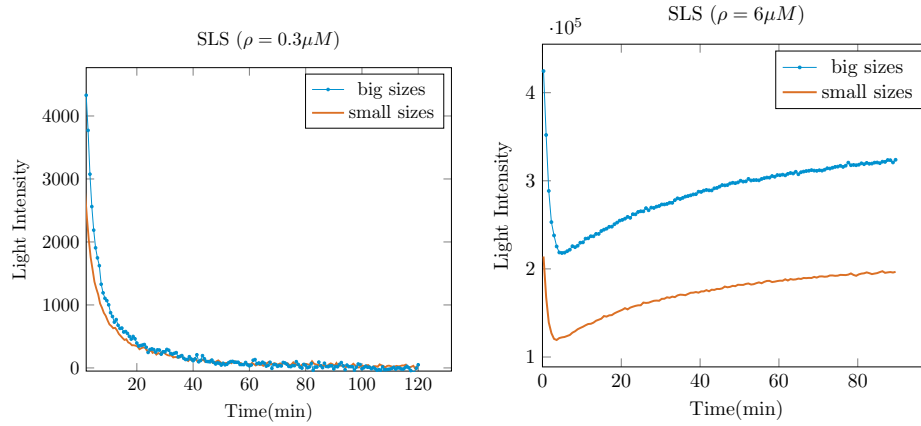 SLS (ρ = 0.3μM)
big sizes
small sizes
Light Intensity
4000
3000
2000
1000
0
20 40 60 80 100 120
Time(min)
SLS (ρ = 6μM)
·10⁵
big sizes
small sizes
Light Intensity
4
3
2
1
0 20 40 60 80
Time(min)